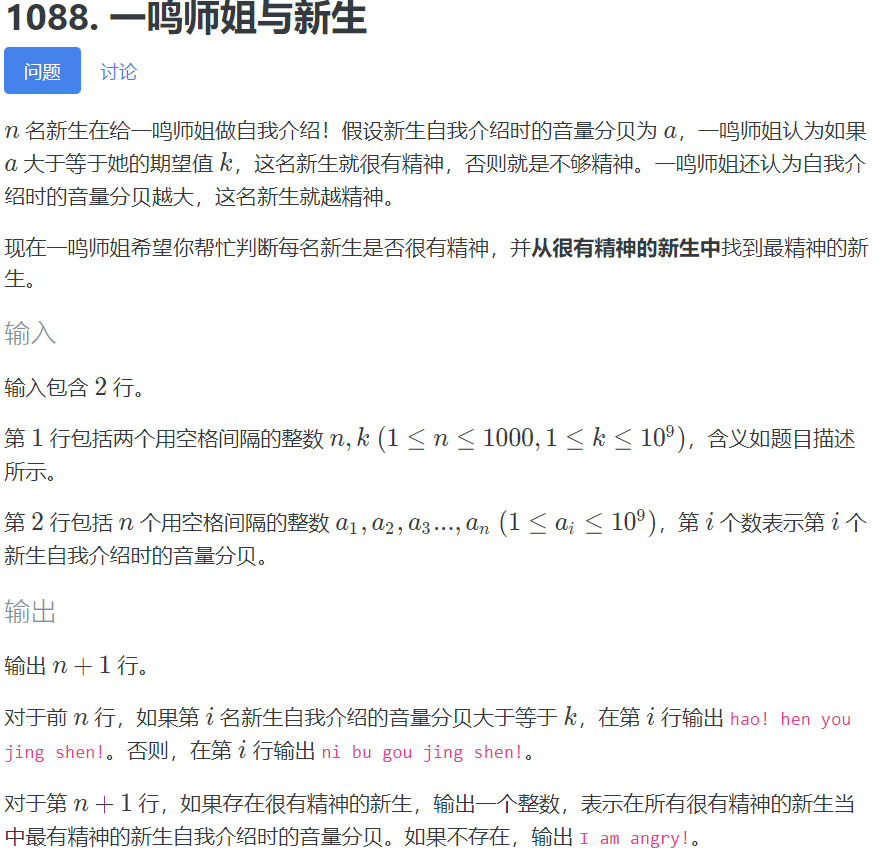 1088. 一鸣师姐与新生
问题 讨论
n 名新生在给一鸣师姐做自我介绍！假设新生自我介绍时的音量分贝为 a，一鸣师姐认为如果
a 大于等于她的期望值 k，这名新生就很有精神，否则就是不够精神。一鸣师姐还认为自我介
绍时的音量分贝越大，这名新生就越精神。
现在一鸣师姐希望你帮忙判断每名新生是否很有精神，并从很有精神的新生中找到最精神的新
生。
输入
输入包含 2 行。
第 1 行包括两个用空格间隔的整数 n, k (1 ≤ n ≤ 1000, 1 ≤ k ≤ 10⁹)，含义如题目描述
所示。
第 2 行包括 n 个用空格间隔的整数 a₁, a₂, a₃..., aₙ (1 ≤ aᵢ ≤ 10⁹)，第 i 个数表示第 i 个
新生自我介绍时的音量分贝。
输出
输出 n + 1 行。
对于前 n 行，如果第 i 名新生自我介绍的音量分贝大于等于 k，在第 i 行输出 hao! hen you
jing shen!。否则，在第 i 行输出 ni bu gou jing shen!。
对于第 n + 1 行，如果存在很有精神的新生，输出一个整数，表示在所有很有精神的新生当
中最有精神的新生自我介绍时的音量分贝。如果不存在，输出 I am angry!。